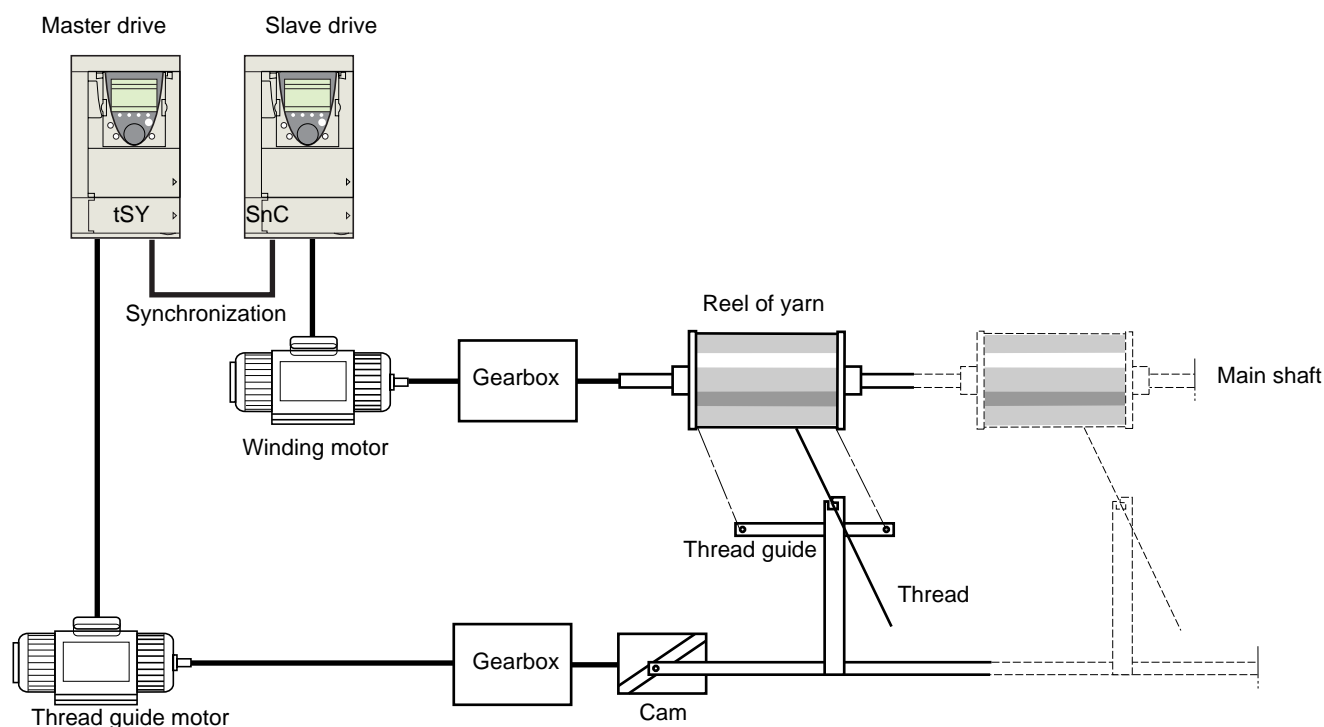 Master drive
Slave drive
tSY
SnC
Synchronization
Reel of yarn
Gearbox
Main shaft
Winding motor
Thread guide
Thread
Gearbox
Thread guide motor
Cam